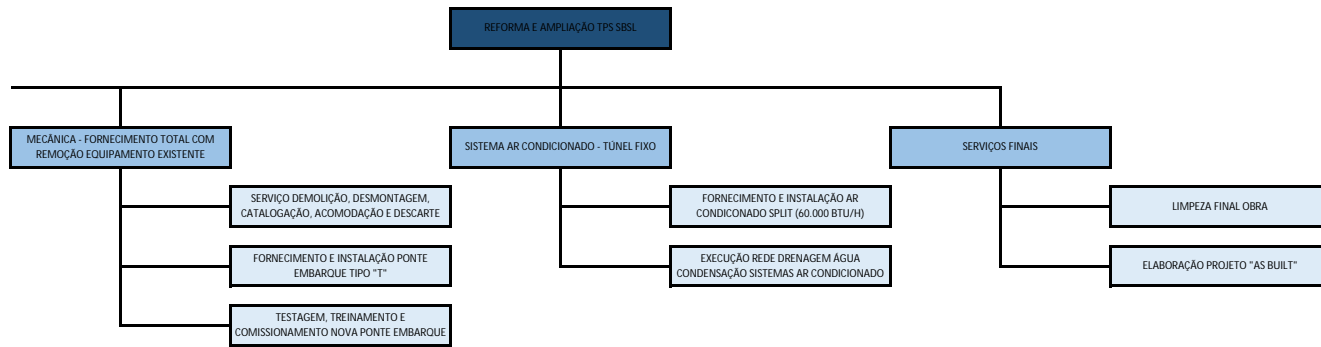 REFORMA E AMPLIAÇÃO TPS SBSL
MECÂNICA - FORNECIMENTO TOTAL COM
REMOÇÃO EQUIPAMENTO EXISTENTE
SERVIÇO DEMOLIÇÃO, DESMONTAGEM,
CATALOGAÇÃO, ACOMODAÇÃO E DESCARTE
FORNECIMENTO E INSTALAÇÃO PONTE
EMBARQUE TIPO "T"
TESTAGEM, TREINAMENTO E
COMISSIONAMENTO NOVA PONTE EMBARQUE
SISTEMA AR CONDICIONADO - TÚNEL FIXO
FORNECIMENTO E INSTALAÇÃO AR
CONDICONADO SPLIT (60.000 BTU/H)
EXECUÇÃO REDE DRENAGEM ÁGUA
CONDENSAÇÃO SISTEMAS AR CONDICIONADO
SERVIÇOS FINAIS
LIMPEZA FINAL OBRA
ELABORAÇÃO PROJETO "AS BUILT"